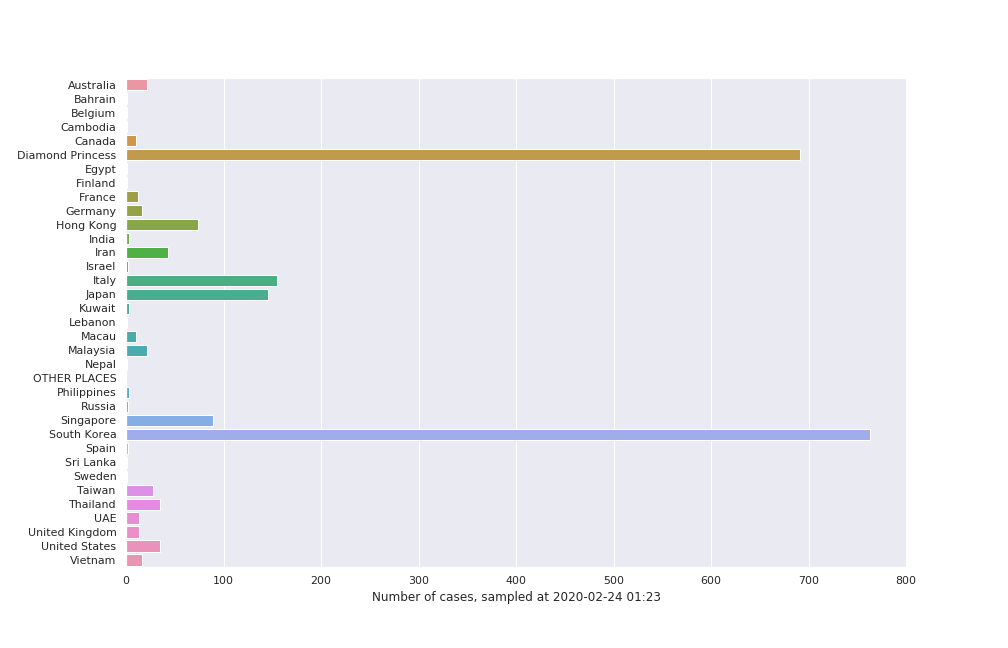 Australia
Bahrain
Belgium
Cambodia
Canada
Diamond Princess
Egypt
Finland
France
Germany
Hong Kong
India
Iran
Israel
Italy
Japan
Kuwait
Lebanon
Macau
Malaysia
Nepal
OTHER PLACES
Philippines
Russia
Singapore
South Korea
Spain
Sri Lanka
Sweden
Taiwan
Thailand
UAE
United Kingdom
United States
Vietnam
0 100 200 300 400 500 600 700 800
Number of cases, sampled at 2020-02-24 01:23